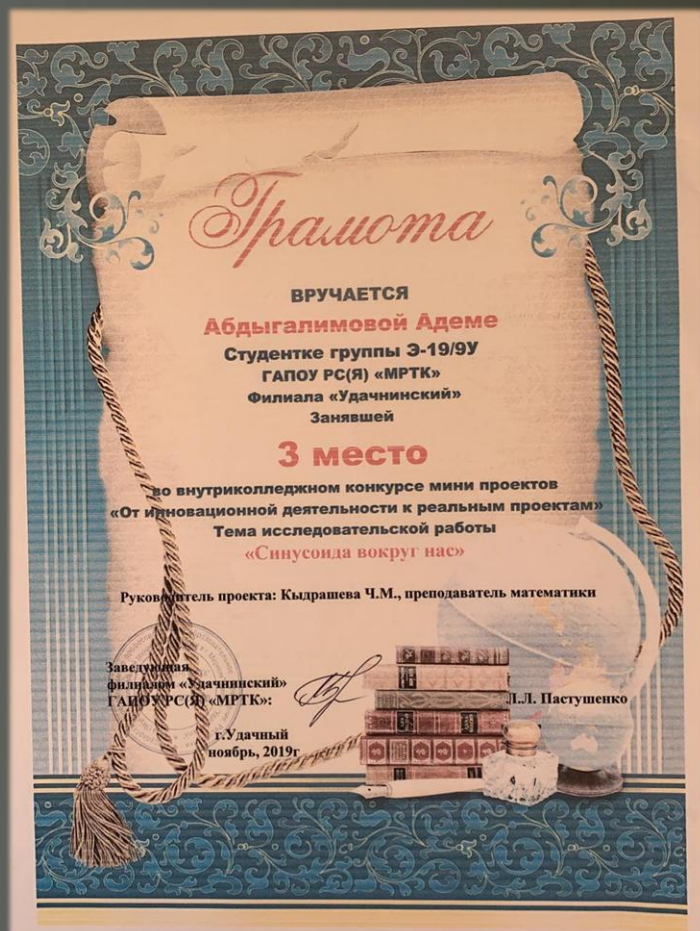 Грамота
ВРУЧАЕТСЯ
Абдыгалимовой Адеме
Студентке группы Э-19/9У
ГАПОУ РС(Я) «МРТК»
Филиала «Удачнинский»
Занявшей
3 место
во внутриколледжном конкурсе мини проектов
«От инновационной деятельности к реальным проектам»
Тема исследовательской работы
«Синусоида вокруг нас»
Руководитель проекта: Кыдрашева Ч.М., преподаватель математики
Заведующая
филиалом «Удачнинский»
ГАПОУ РС(Я) «МРТК»: Л.Л. Пастушенко
г.Удачный
ноябрь, 2019г